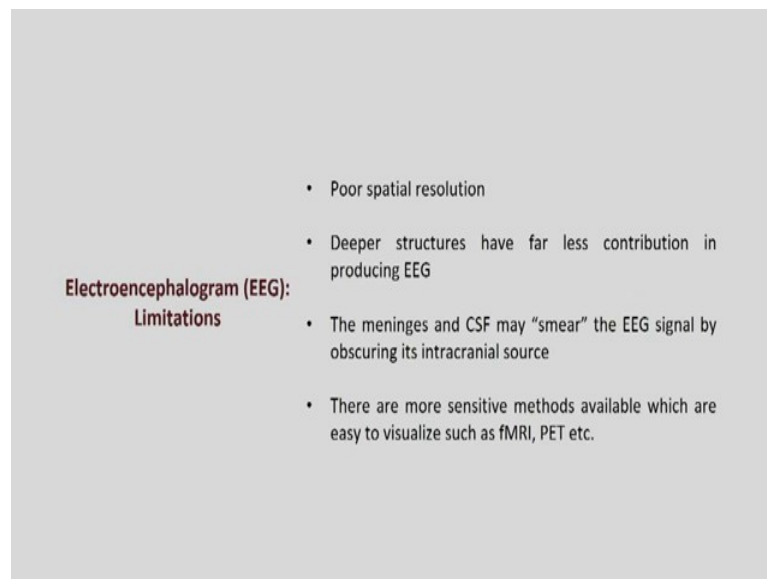 Electroencephalogram (EEG):
Limitations
• Poor spatial resolution
• Deeper structures have far less contribution in
producing EEG
• The meninges and CSF may “smear” the EEG signal by
obscuring its intracranial source
• There are more sensitive methods available which are
easy to visualize such as fMRI, PET etc.